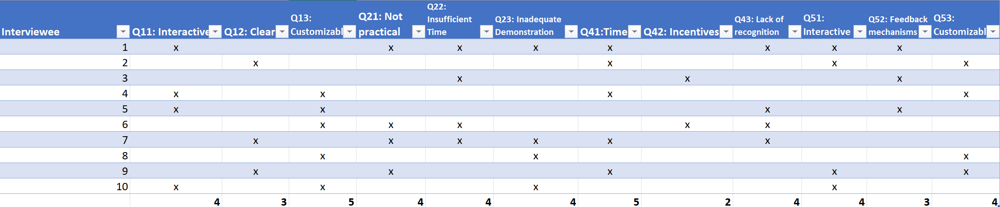 Interviewee Q11: Interactive Q12: Clear Q13: Customizabl Q21: Not practical Q22: Insufficient Time Q23: Inadequate Demonstration Q41:Time Q42: Incentives Q43: Lack of recognition Q51: Interactive Q52: Feedback mechanisms Q53: Customizabl
1 x x x x x x x x
2 x x x x
3 x x x
4 x x x x
5 x x x x
6 x x x x x
7 x x x x x x
8 x x x
9 x x x x x
10 x x x x
4 3 5 4 4 4 5 2 4 4 3 4